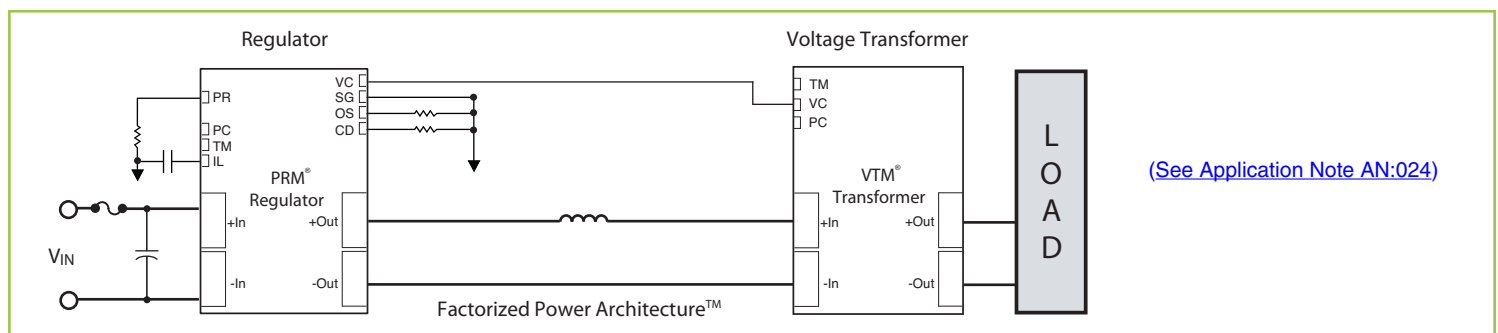 Regulator
Voltage Transformer
PR
PC
TM
IL
VC
SG
OS
CD
PRM®
Regulator
+In
-In
+Out
-Out
VIN
Factorized Power Architecture™
TM
VC
PC
VTM®
Transformer
+In
-In
+Out
-Out
LOAD
(See Application Note AN:024)